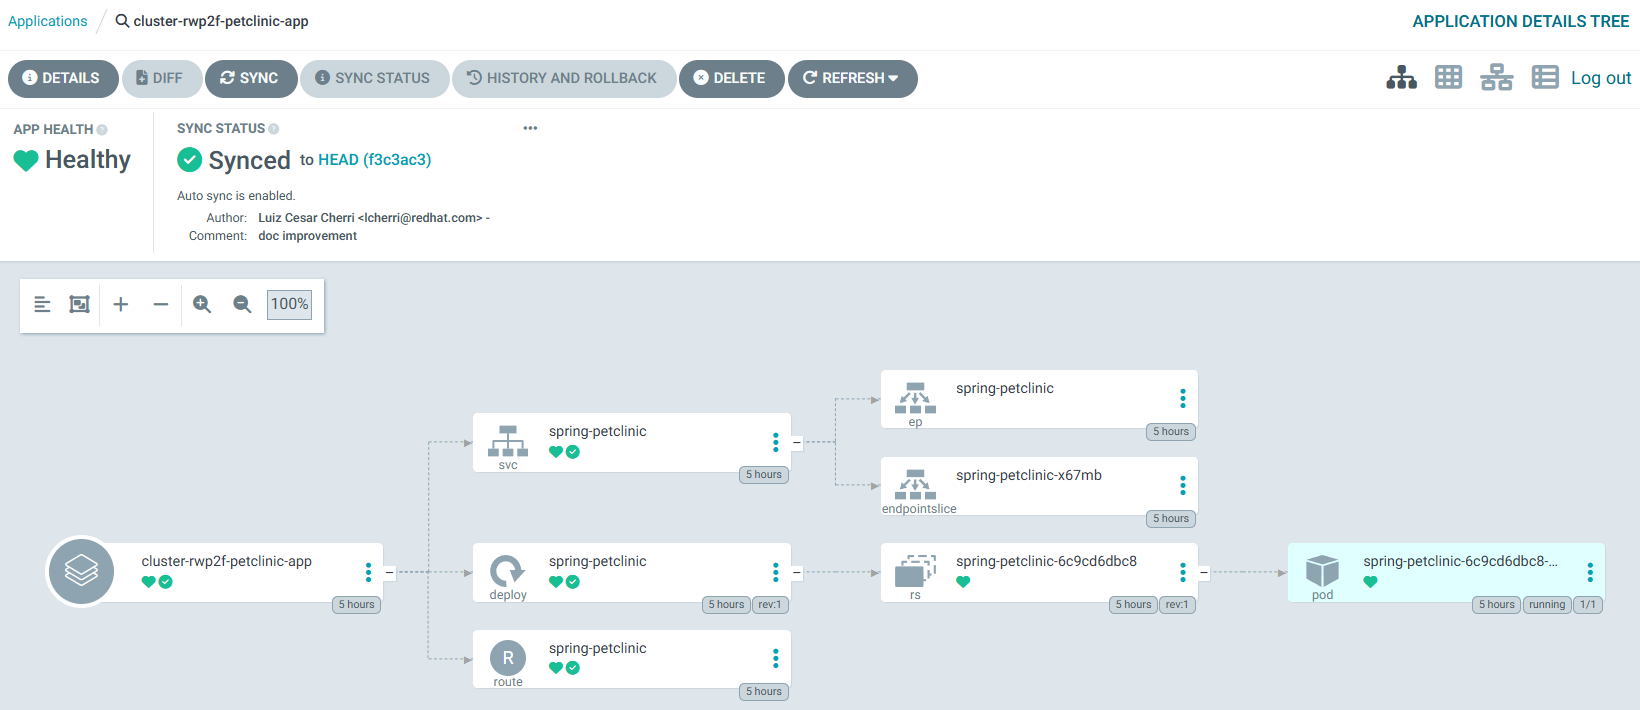 Applications / cluster-rwp2f-petclinic-app
APPLICATION DETAILS TREE
DETAILS
DIFF
SYNC
SYNC STATUS
HISTORY AND ROLLBACK
DELETE
REFRESH
Log out
APP HEALTH
Healthy
SYNC STATUS
Synced to HEAD (f3c3ac3)
Auto sync is enabled.
Author: Luiz Cesar Cherri <lcherri@redhat.com> -
Comment: doc improvement
100%
cluster-rwp2f-petclinic-app
5 hours
spring-petclinic
svc
5 hours
spring-petclinic
ep
5 hours
spring-petclinic-x67mb
endpointslice
5 hours
spring-petclinic
deploy
5 hours rev:1
spring-petclinic-6c9cd6dbc8
rs
5 hours rev:1
spring-petclinic-6c9cd6dbc8-...
pod
5 hours running 1/1
R
spring-petclinic
route
5 hours